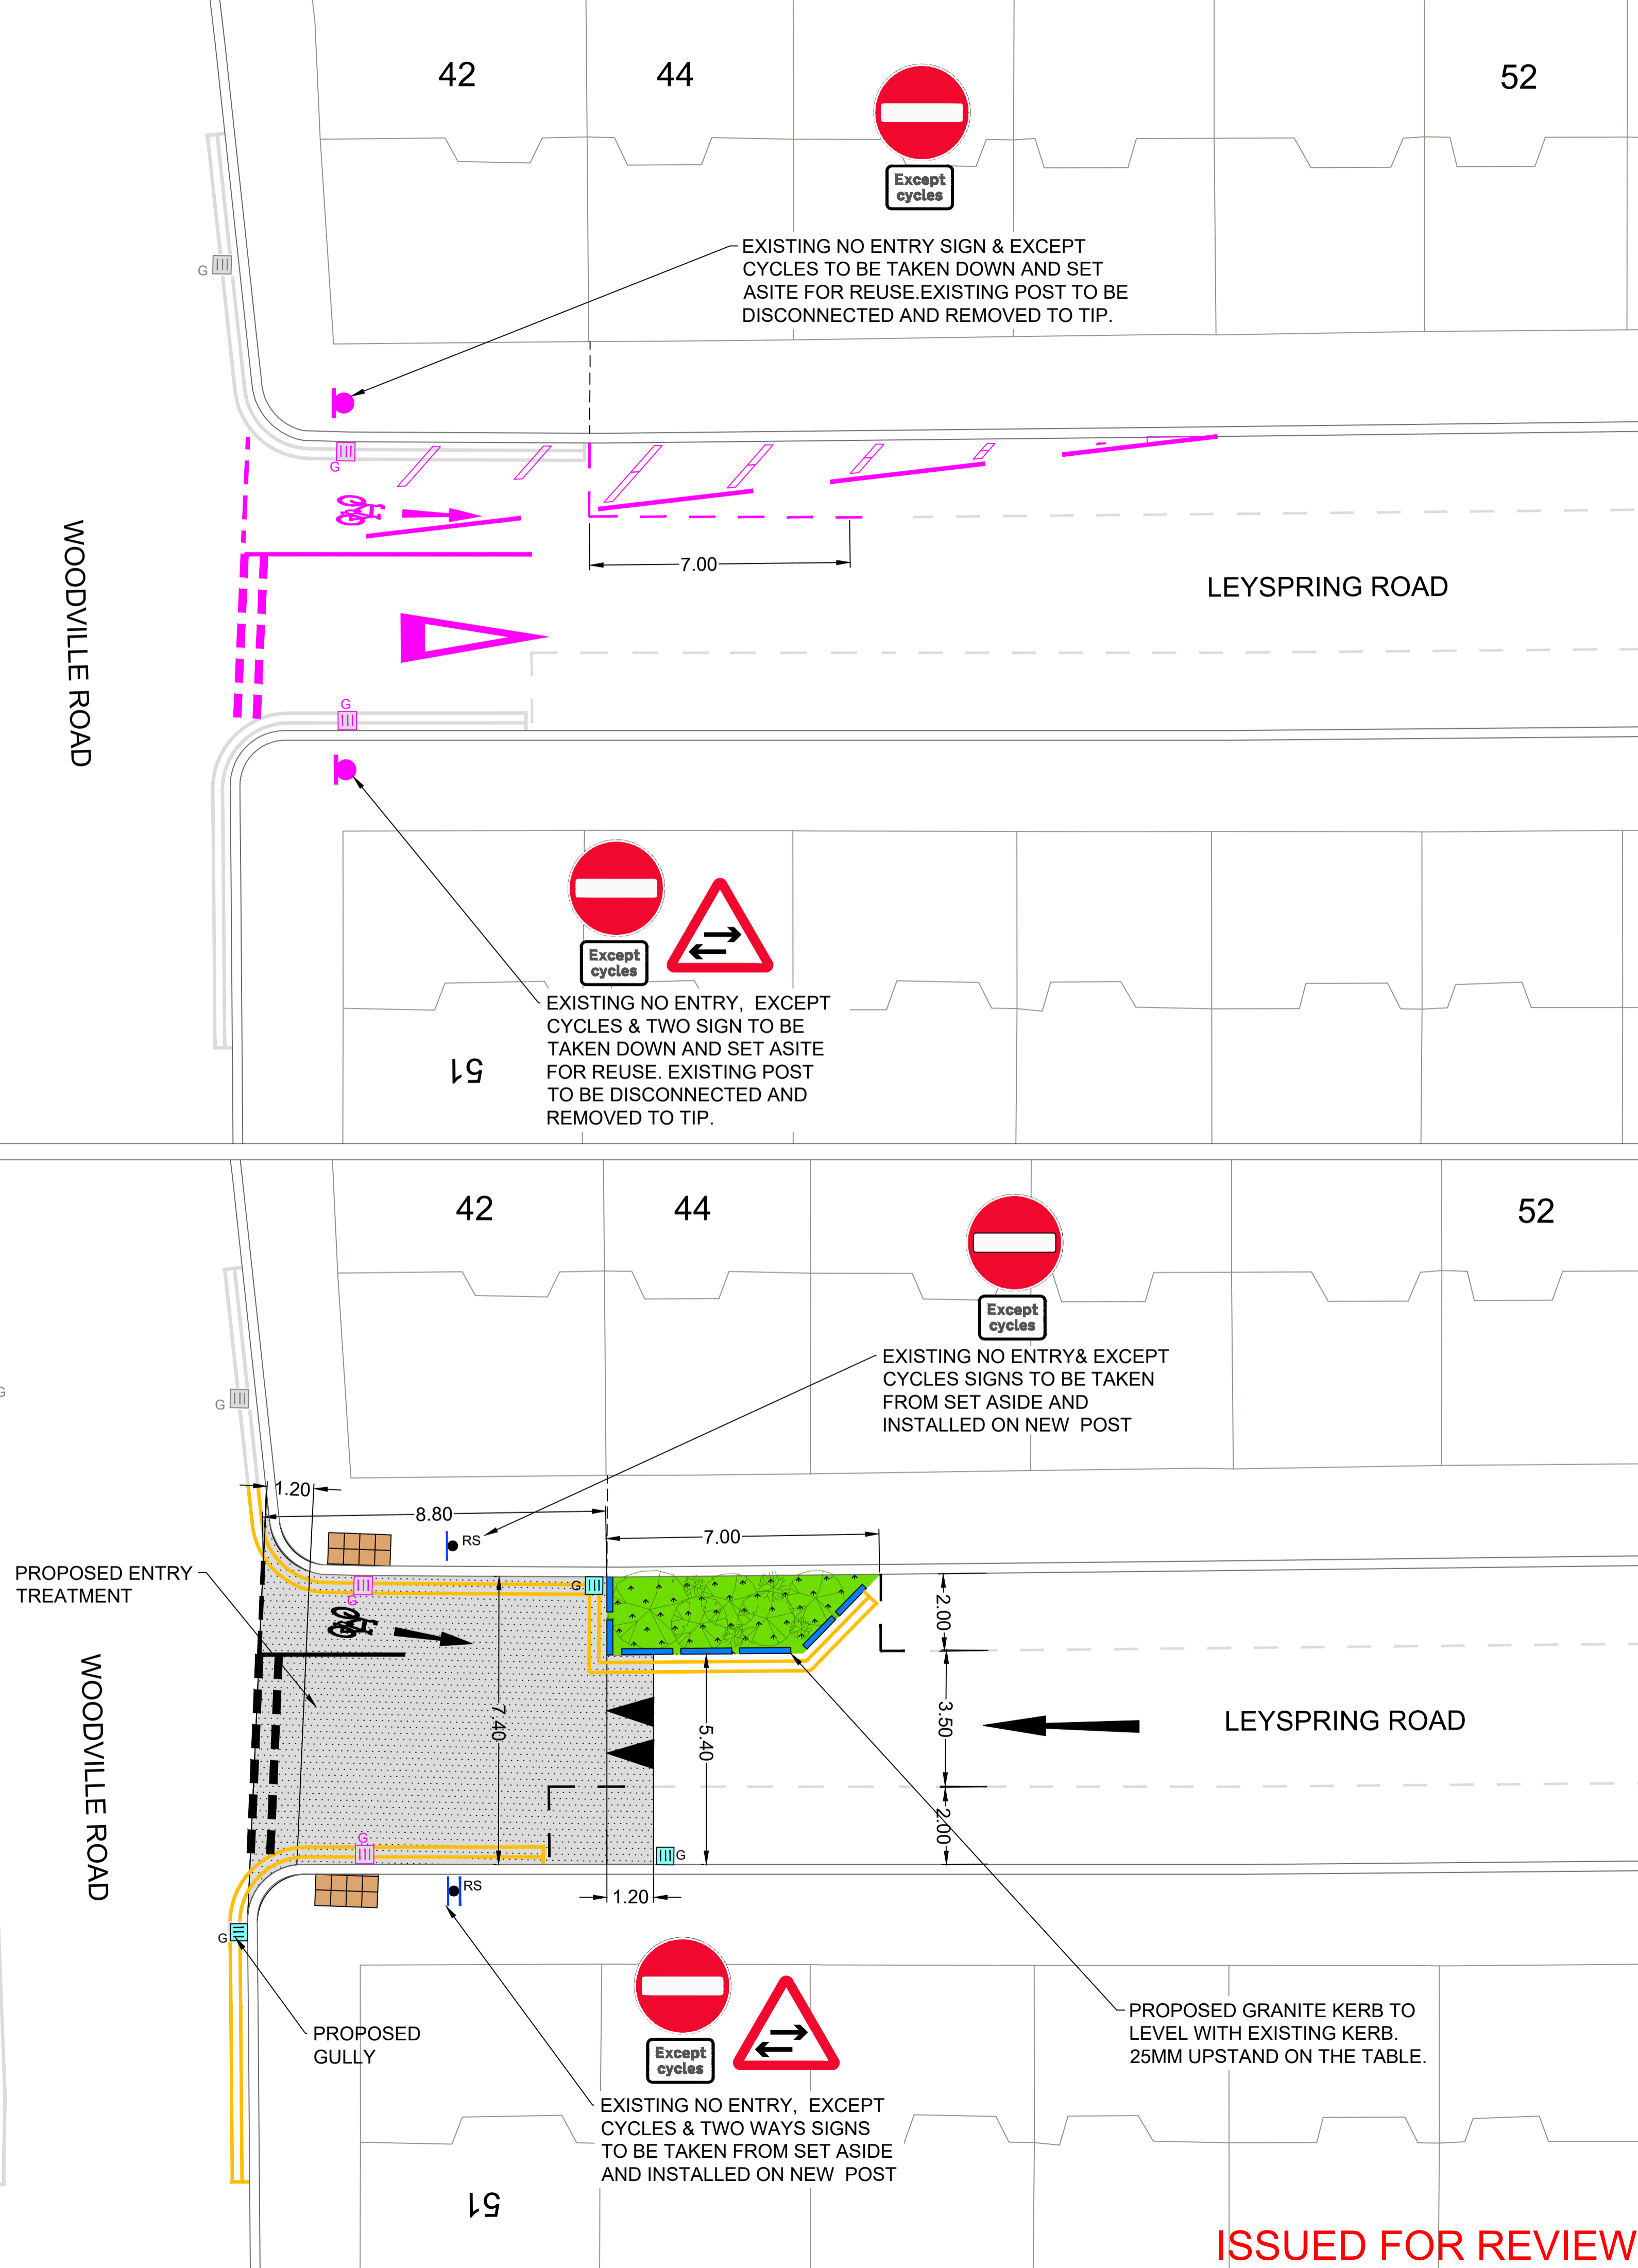 42
44
52
Except
cycles
EXISTING NO ENTRY SIGN & EXCEPT
CYCLES TO BE TAKEN DOWN AND SET
ASITE FOR REUSE.EXISTING POST TO BE
DISCONNECTED AND REMOVED TO TIP.
G
G
7.00
WOODVILLE ROAD
LEYSPRING ROAD
G
Except
cycles
EXISTING NO ENTRY, EXCEPT
CYCLES & TWO SIGN TO BE
TAKEN DOWN AND SET ASITE
FOR REUSE. EXISTING POST
TO BE DISCONNECTED AND
REMOVED TO TIP.
51
42
44
52
Except
cycles
EXISTING NO ENTRY& EXCEPT
CYCLES SIGNS TO BE TAKEN
FROM SET ASIDE AND
INSTALLED ON NEW POST
G
G
1.20
8.80
7.00
RS
PROPOSED ENTRY
TREATMENT
G
G
2.00
3.50
2.00
7.40
5.40
WOODVILLE ROAD
LEYSPRING ROAD
G
G
RS
1.20
G
PROPOSED
GULLY
Except
cycles
EXISTING NO ENTRY, EXCEPT
CYCLES & TWO WAYS SIGNS
TO BE TAKEN FROM SET ASIDE
AND INSTALLED ON NEW POST
PROPOSED GRANITE KERB TO
LEVEL WITH EXISTING KERB.
25MM UPSTAND ON THE TABLE.
51
ISSUED FOR REVIEW